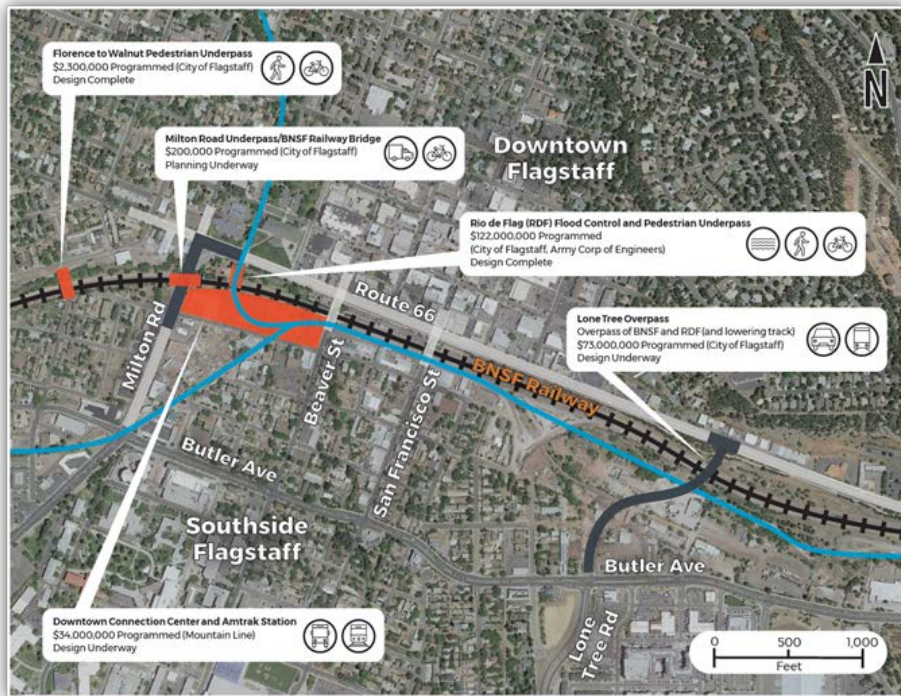 Florence to Walnut Pedestrian Underpass
$2,300,000 Programmed (City of Flagstaff)
Design Complete
N
Milton Road Underpass/BNSF Railway Bridge
$200,000 Programmed (City of Flagstaff)
Planning Underway
Downtown
Flagstaff
Rio de Flag (RDF) Flood Control and Pedestrian Underpass
$122,000,000 Programmed
(City of Flagstaff, Army Corp of Engineers)
Design Complete
Route 66
Lone Tree Overpass
Overpass of BNSF and RDF (and lowering track)
$73,000,000 Programmed (City of Flagstaff)
Design Underway
Milton Rd
Beaver St
San Francisco St
BNSF Railway
Butler Ave
Southside
Flagstaff
Butler Ave
Downtown Connection Center and Amtrak Station
$34,000,000 Programmed (Mountain Line)
Design Underway
Lone
Tree Rd
0 500 1,000
Feet